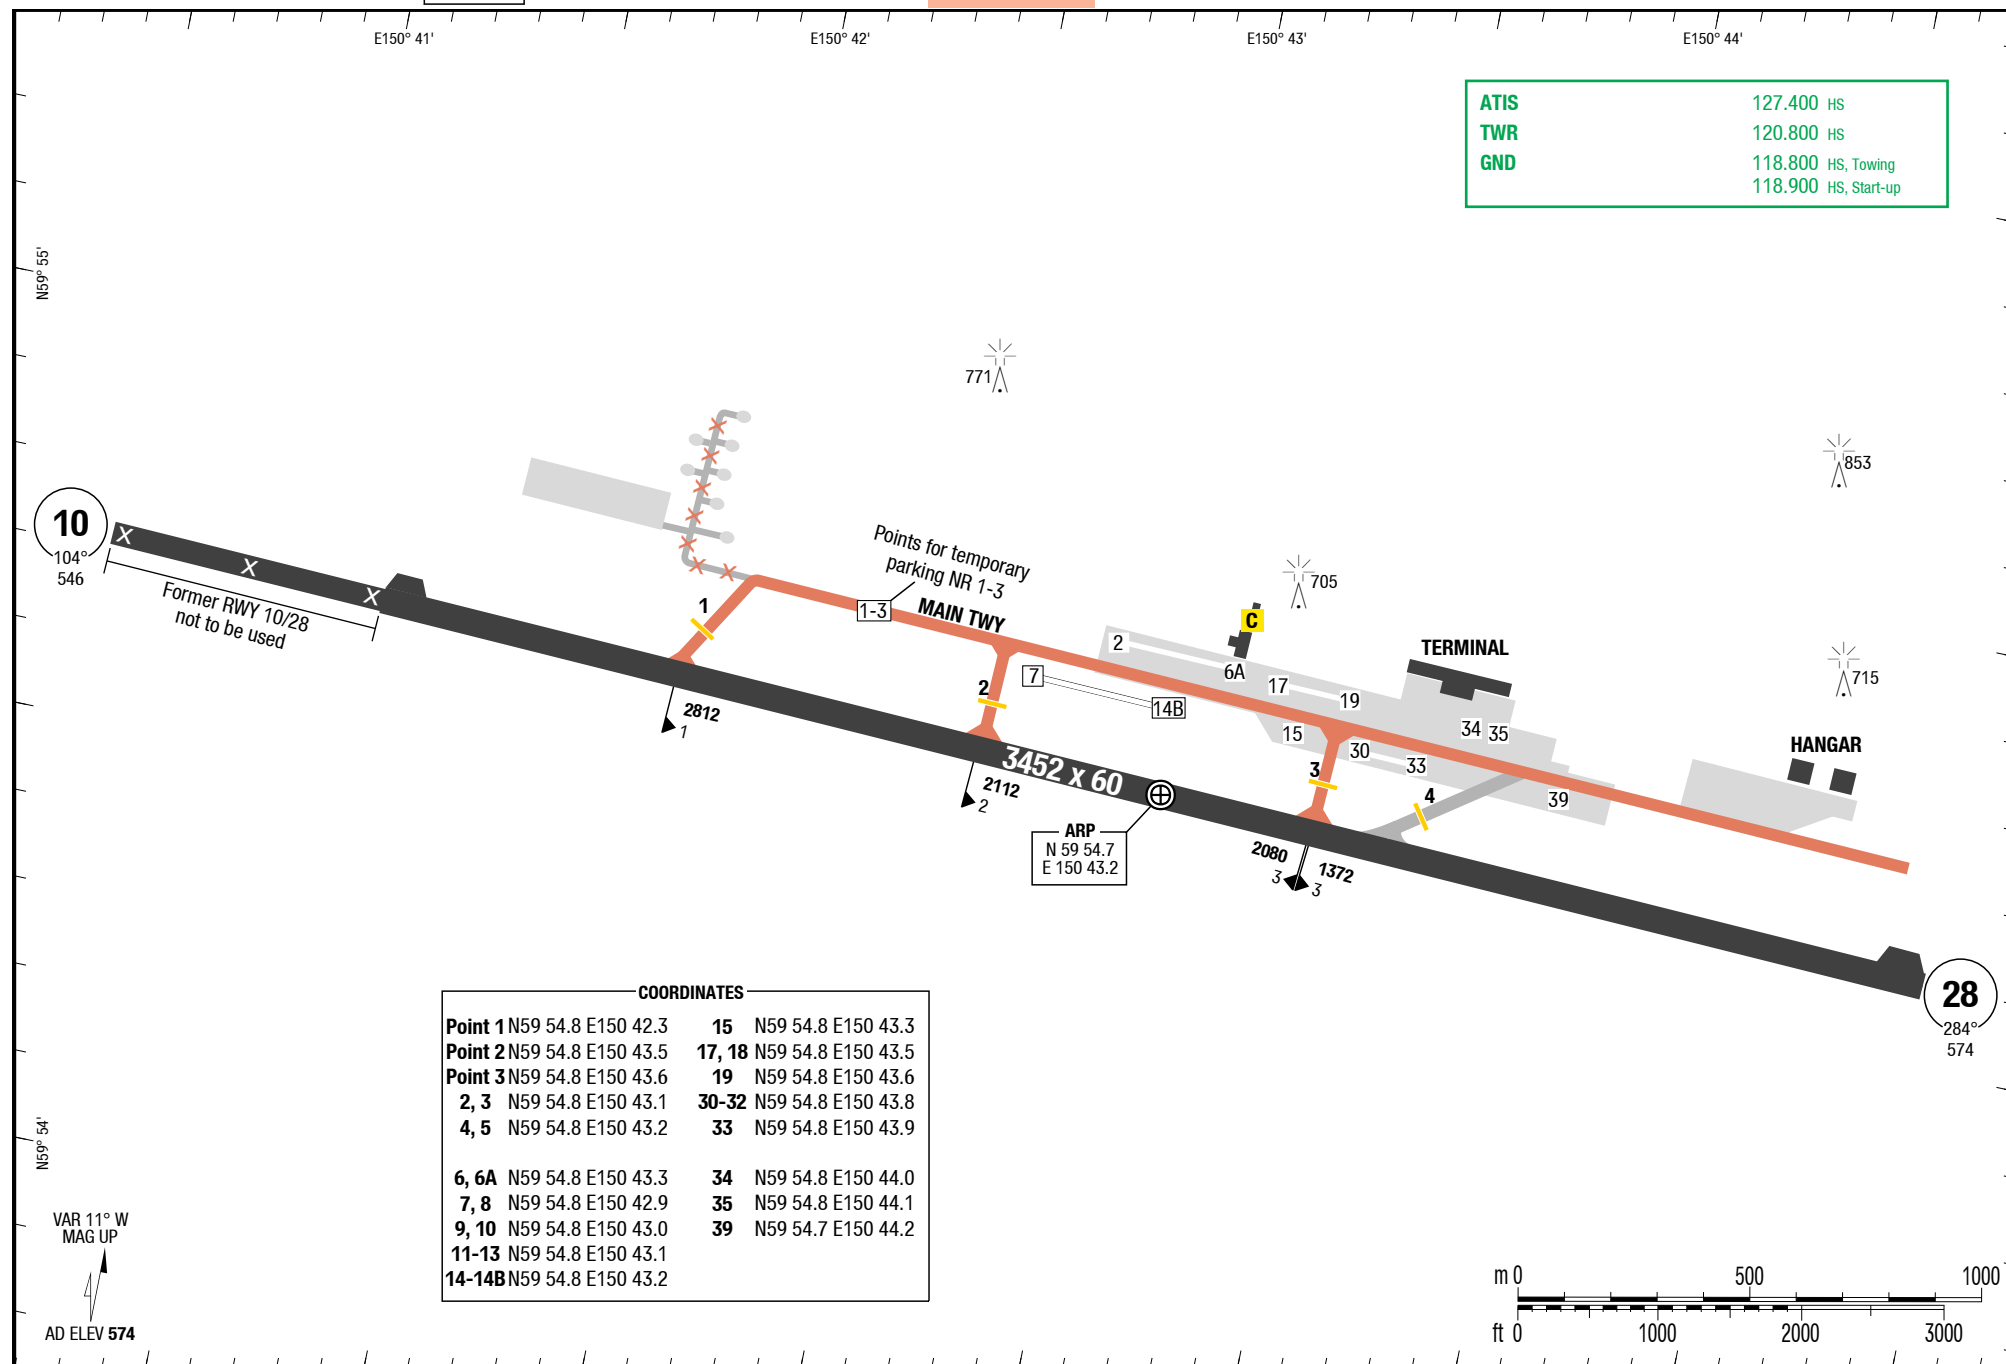 E150° 41'
E150° 42'
E150° 43'
E150° 44'
ATIS 127.400 HS
TWR 120.800 HS
GND 118.800 HS, Towing
118.900 HS, Start-up
N59° 55'
771
853
705
715
10
104°
546
X
X
X
Former RWY 10/28
not to be used
Points for temporary
parking NR 1-3
1-3
MAIN TWY
1
2
3
4
C
TERMINAL
HANGAR
2
6A
17
19
7
14B
15
30
33
34
35
39
2812
1
2112
2
3452 x 60
ARP
N 59 54.7
E 150 43.2
2080
3
1372
3
28
284°
574
COORDINATES
Point 1 N59 54.8 E150 42.3 15 N59 54.8 E150 43.3
Point 2 N59 54.8 E150 43.5 17, 18 N59 54.8 E150 43.5
Point 3 N59 54.8 E150 43.6 19 N59 54.8 E150 43.6
2, 3 N59 54.8 E150 43.1 30-32 N59 54.8 E150 43.8
4, 5 N59 54.8 E150 43.2 33 N59 54.8 E150 43.9
6, 6A N59 54.8 E150 43.3 34 N59 54.8 E150 44.0
7, 8 N59 54.8 E150 42.9 35 N59 54.8 E150 44.1
9, 10 N59 54.8 E150 43.0 39 N59 54.7 E150 44.2
11-13 N59 54.8 E150 43.1
14-14B N59 54.8 E150 43.2
N59° 54'
VAR 11° W
MAG UP
AD ELEV 574
m 0 500 1000
ft 0 1000 2000 3000